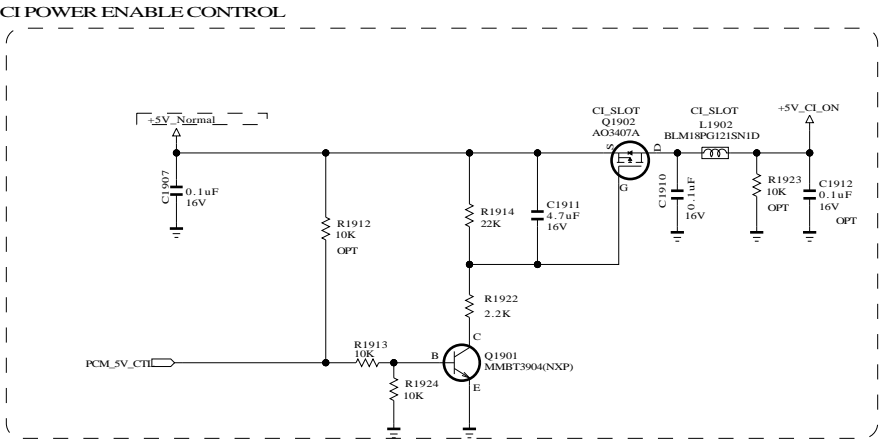 CI POWER ENABLE CONTROL
+5V_Normal
C1907
0.1uF
16V
R1912
10K
OPT
R1914
22K
C1911
4.7uF
16V
CI_SLOT
Q1902
AO3407A
S
D
G
CI_SLOT
L1902
BLM18PG121SN1D
+5V_CI_ON
C1910
0.1uF
16V
R1923
10K
OPT
C1912
0.1uF
16V
OPT
R1922
2.2K
PCM_5V_CTL
R1913
10K
R1924
10K
B
C
E
Q1901
MMBT3904(NXP)